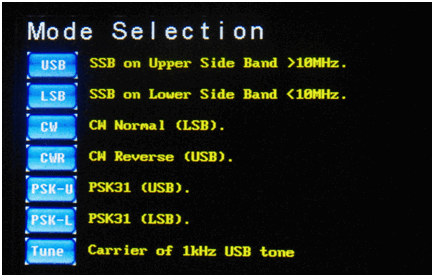 Mode Selection
USB SSB on Upper Side Band >10MHz.
LSB SSB on Lower Side Band <10MHz.
CW CW Normal (LSB).
CWR CW Reverse (USB).
PSK-U PSK31 (USB).
PSK-L PSK31 (LSB).
Tune Carrier of 1kHz USB tone